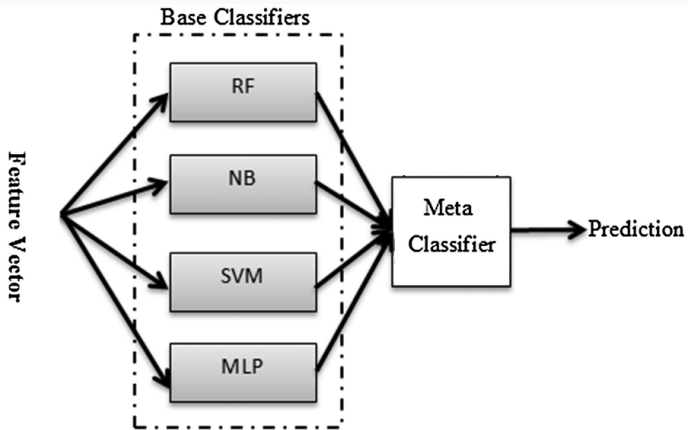 Base Classifiers
Feature Vector
RF
NB
SVM
MLP
Meta
Classifier
Prediction